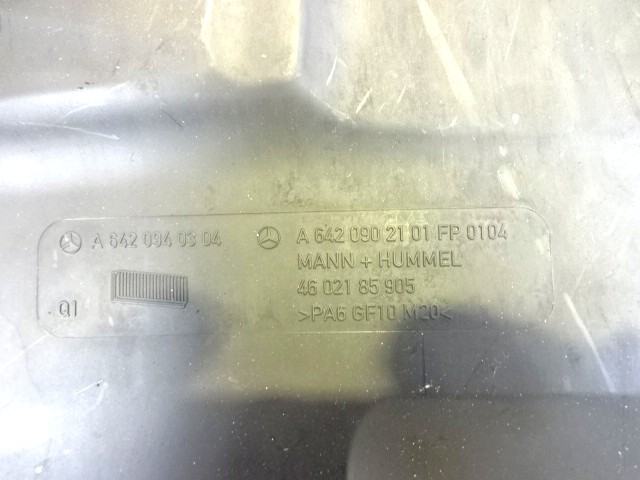 A 642 094 03 04
Q1
A 642 090 21 01 FP 0104
MANN + HUMMEL
46 021 85 905
>PA6 GF10 M20<